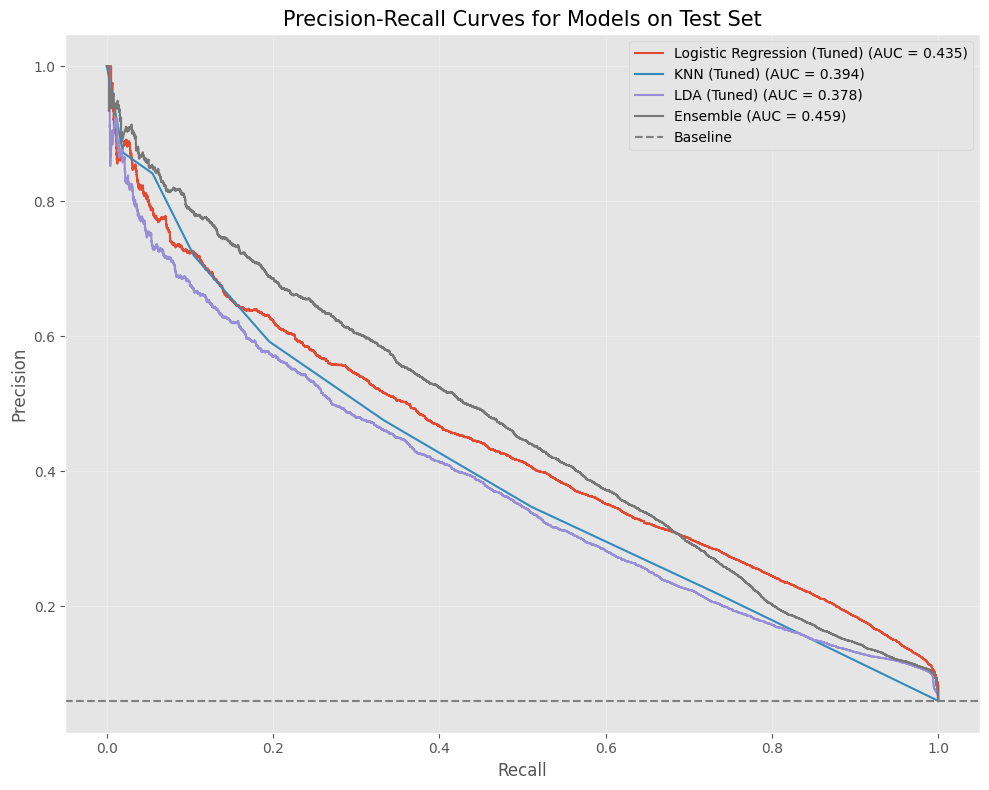 Precision-Recall Curves for Models on Test Set
Logistic Regression (Tuned) (AUC = 0.435)
KNN (Tuned) (AUC = 0.394)
LDA (Tuned) (AUC = 0.378)
Ensemble (AUC = 0.459)
Baseline
1.0
0.8
0.6
0.4
0.2
Precision
0.0
0.2
0.4
0.6
0.8
1.0
Recall